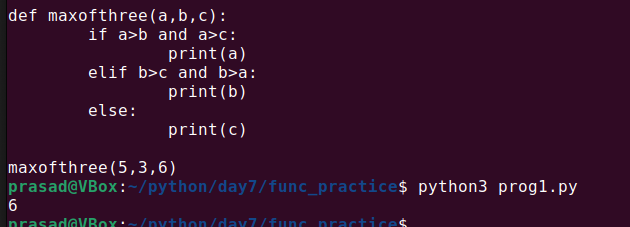 def maxofthree(a,b,c):
        if a>b and a>c:
                print(a)
        elif b>c and b>a:
                print(b)
        else:
                print(c)

maxofthree(5,3,6)
prasad@VBox:~/python/day7/func_practice$ python3 prog1.py
6
prasad@VBox:~/python/day7/func_practice$